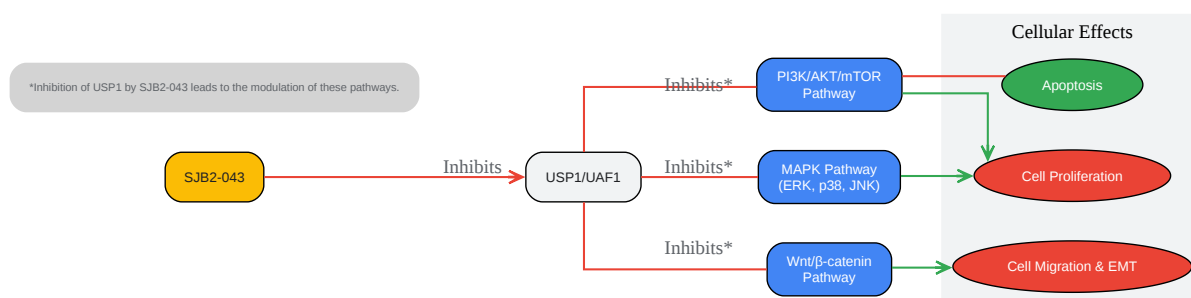 Cellular Effects
*Inhibition of USP1 by SJB2-043 leads to the modulation of these pathways.
Inhibits*
PI3K/AKT/mTOR
Pathway
Apoptosis
SJB2-043
Inhibits
USP1/UAF1
Inhibits*
MAPK Pathway
(ERK, p38, JNK)
Cell Proliferation
Inhibits*
Wnt/β-catenin
Pathway
Cell Migration & EMT